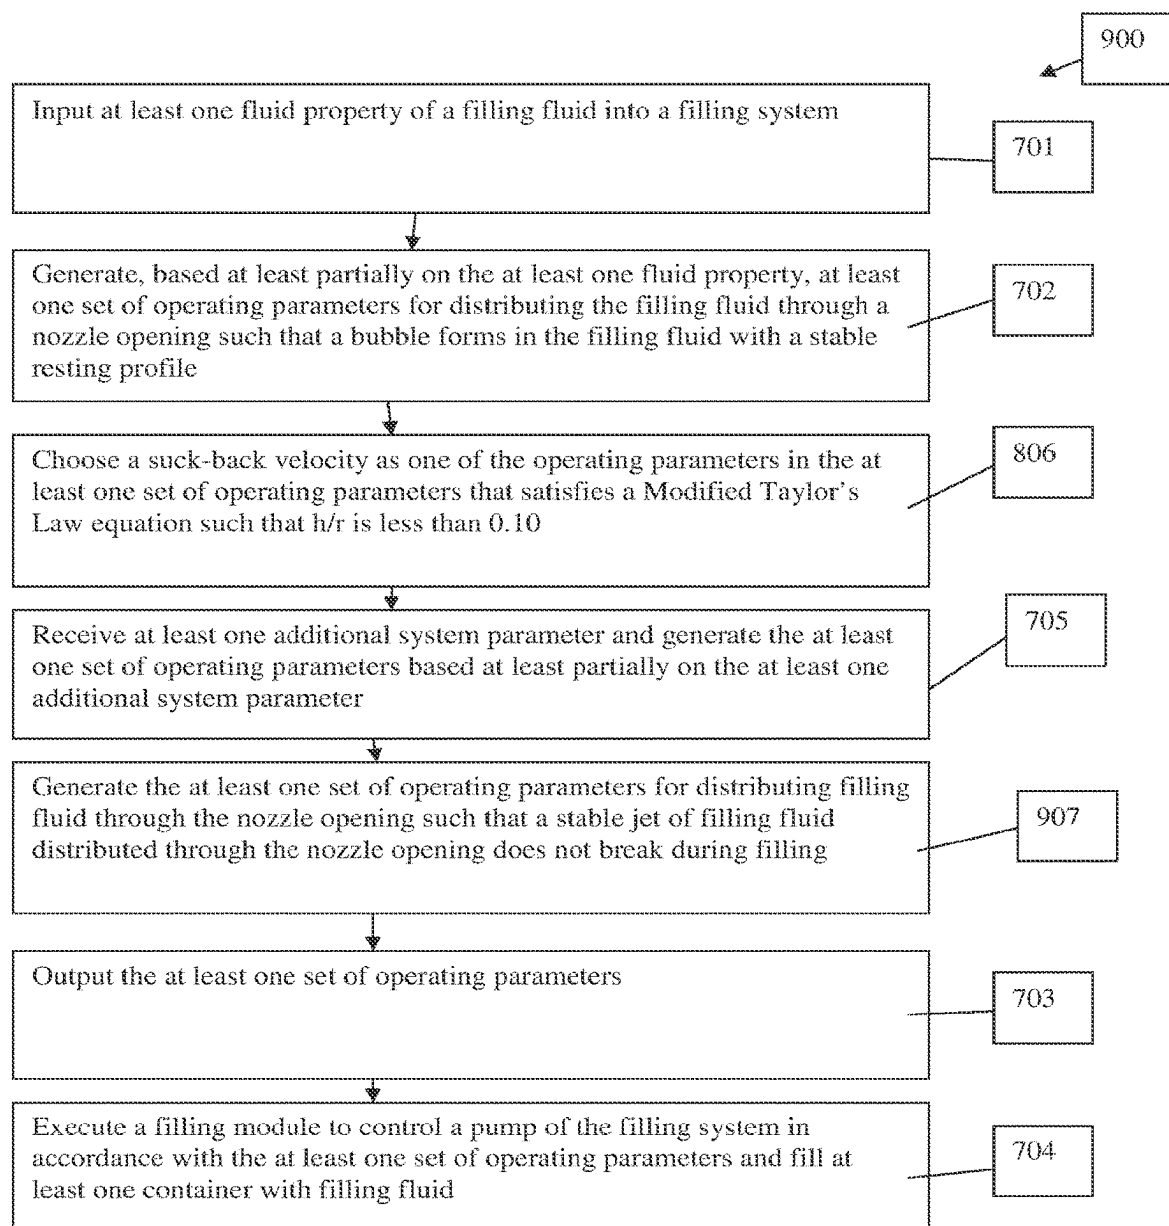 900
Input at least one fluid property of a filling fluid into a filling system
701
Generate, based at least partially on the at least one fluid property, at least
one set of operating parameters for distributing the filling fluid through a
nozzle opening such that a bubble forms in the filling fluid with a stable
resting profile
702
Choose a suck-back velocity as one of the operating parameters in the at
least one set of operating parameters that satisfies a Modified Taylor's
Law equation such that h/r is less than 0.10
806
Receive at least one additional system parameter and generate the at least
one set of operating parameters based at least partially on the at least one
additional system parameter
705
Generate the at least one set of operating parameters for distributing filling
fluid through the nozzle opening such that a stable jet of filling fluid
distributed through the nozzle opening does not break during filling
907
Output the at least one set of operating parameters
703
Execute a filling module to control a pump of the filling system in
accordance with the at least one set of operating parameters and fill at
least one container with filling fluid
704